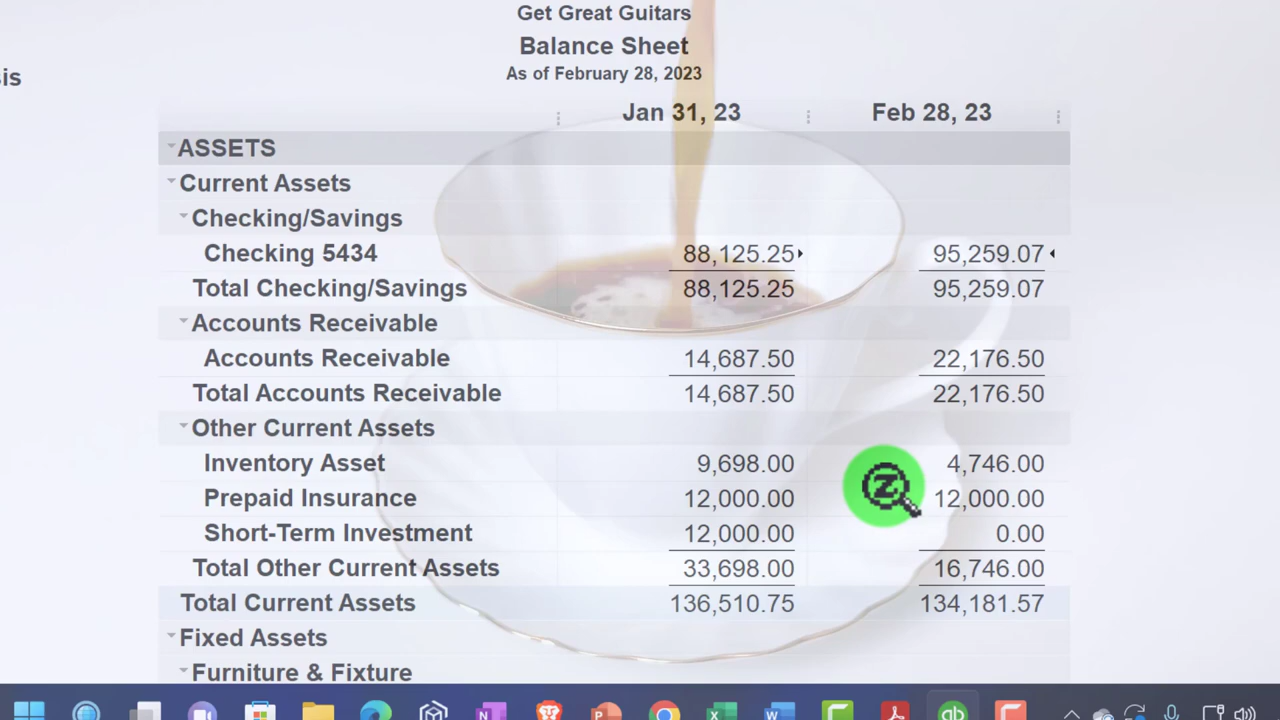 Get Great Guitars
Balance Sheet
is
As of February 28, 2023
Jan 31, 23 Feb 28, 23
ASSETS
Current Assets
Checking/Savings
Checking 5434 88,125.25 95,259.07
Total Checking/Savings 88,125.25 95,259.07
Accounts Receivable
Accounts Receivable 14,687.50 22,176.50
Total Accounts Receivable 14,687.50 22,176.50
Other Current Assets
Inventory Asset 9,698.00 4,746.00
Prepaid Insurance 12,000.00 12,000.00
Short-Term Investment 12,000.00 0.00
Total Other Current Assets 33,698.00 16,746.00
Total Current Assets 136,510.75 134,181.57
Fixed Assets
Furniture & Fixture